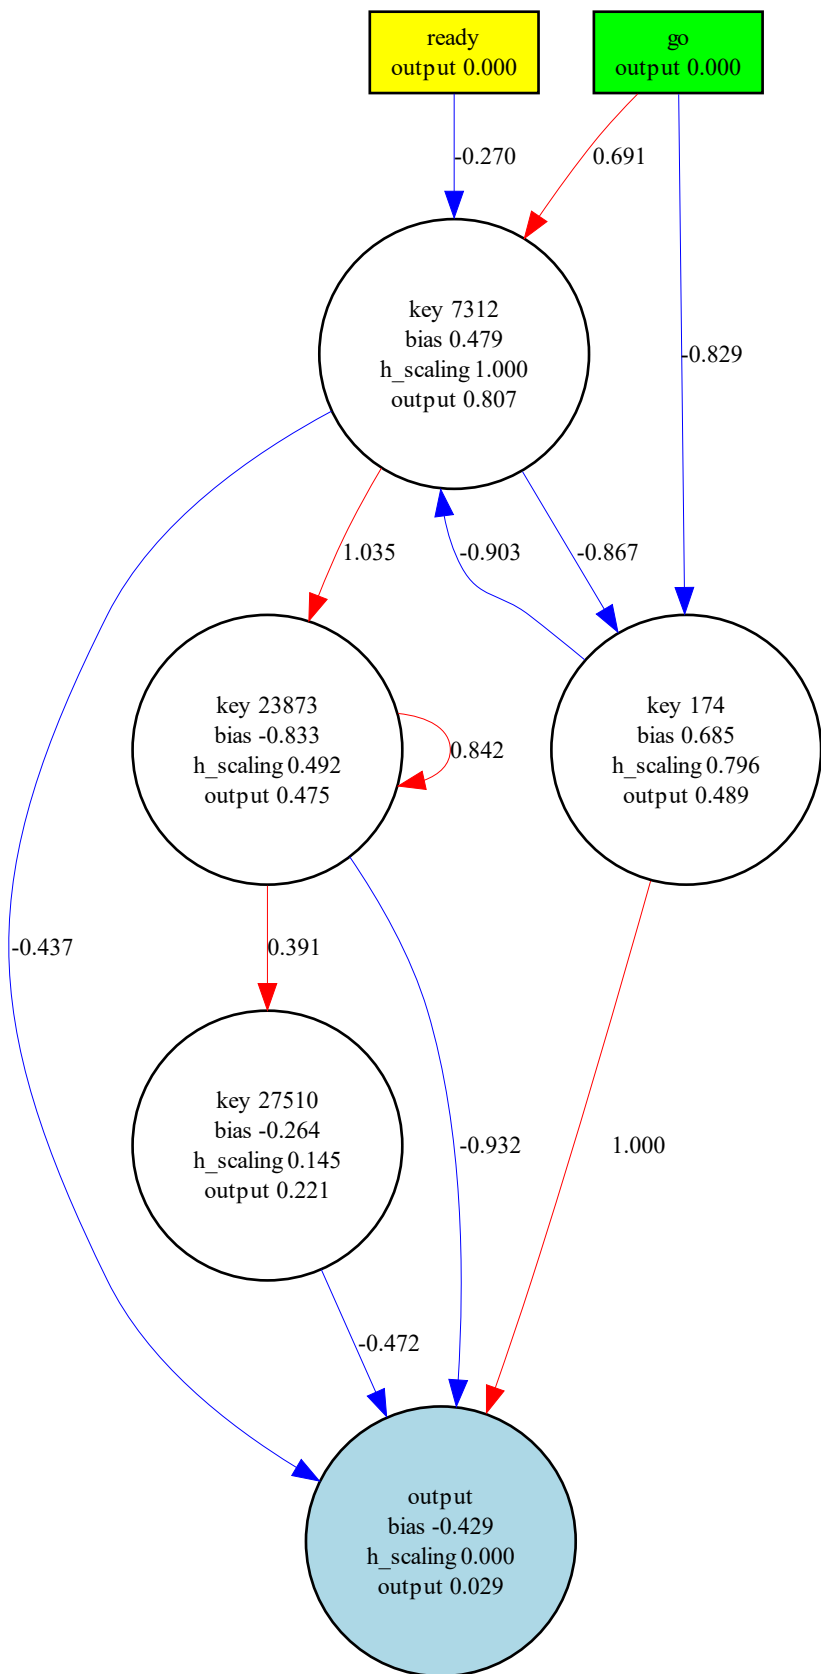 ready
output 0.000
go
output 0.000
-0.270
0.691
key 7312
bias 0.479
h_scaling 1.000
output 0.807
-0.829
1.035
-0.903
-0.867
key 23873
bias -0.833
h_scaling 0.492
output 0.475
0.842
key 174
bias 0.685
h_scaling 0.796
output 0.489
-0.437
0.391
key 27510
bias -0.264
h_scaling 0.145
output 0.221
-0.932
1.000
-0.472
output
bias -0.429
h_scaling 0.000
output 0.029